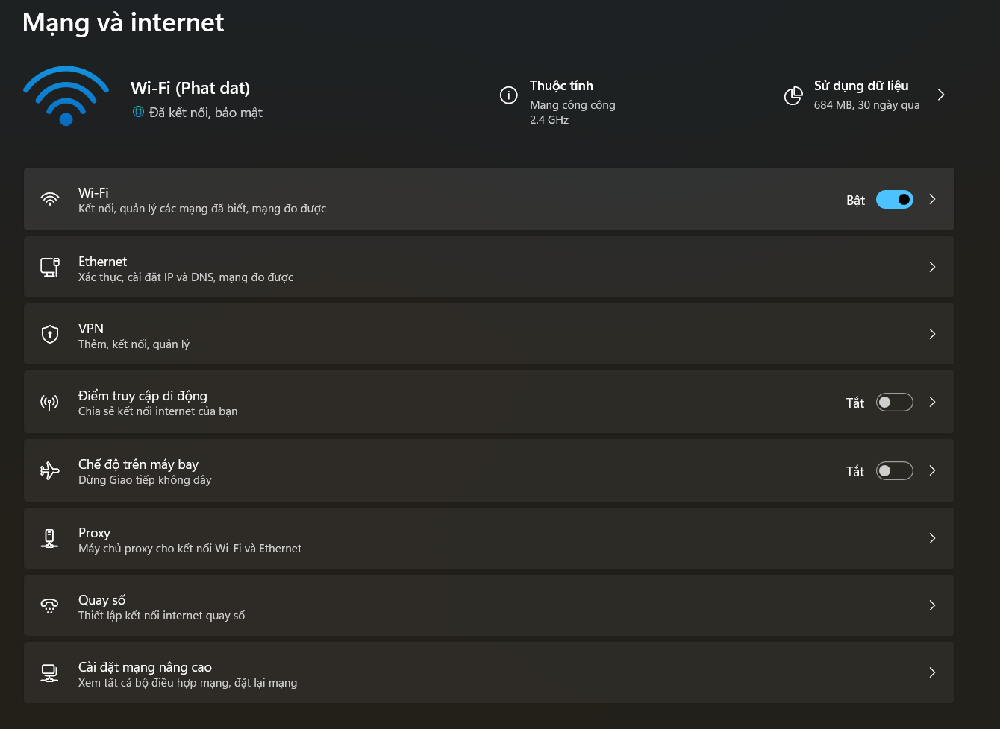 Mạng và internet
Wi-Fi (Phat dat)
Đã kết nối, bảo mật
Thuộc tính
Mạng công cộng
2.4 GHz
Sử dụng dữ liệu
684 MB, 30 ngày qua
Wi-Fi
Kết nối, quản lý các mạng đã biết, mạng đo được
Bật
Ethernet
Xác thực, cài đặt IP và DNS, mạng đo được
VPN
Thêm, kết nối, quản lý
Điểm truy cập di động
Chia sẻ kết nối internet của bạn
Tắt
Chế độ trên máy bay
Dừng Giao tiếp không dây
Tắt
Proxy
Máy chủ proxy cho kết nối Wi-Fi và Ethernet
Quay số
Thiết lập kết nối internet quay số
Cài đặt mạng nâng cao
Xem tất cả bộ điều hợp mạng, đặt lại mạng